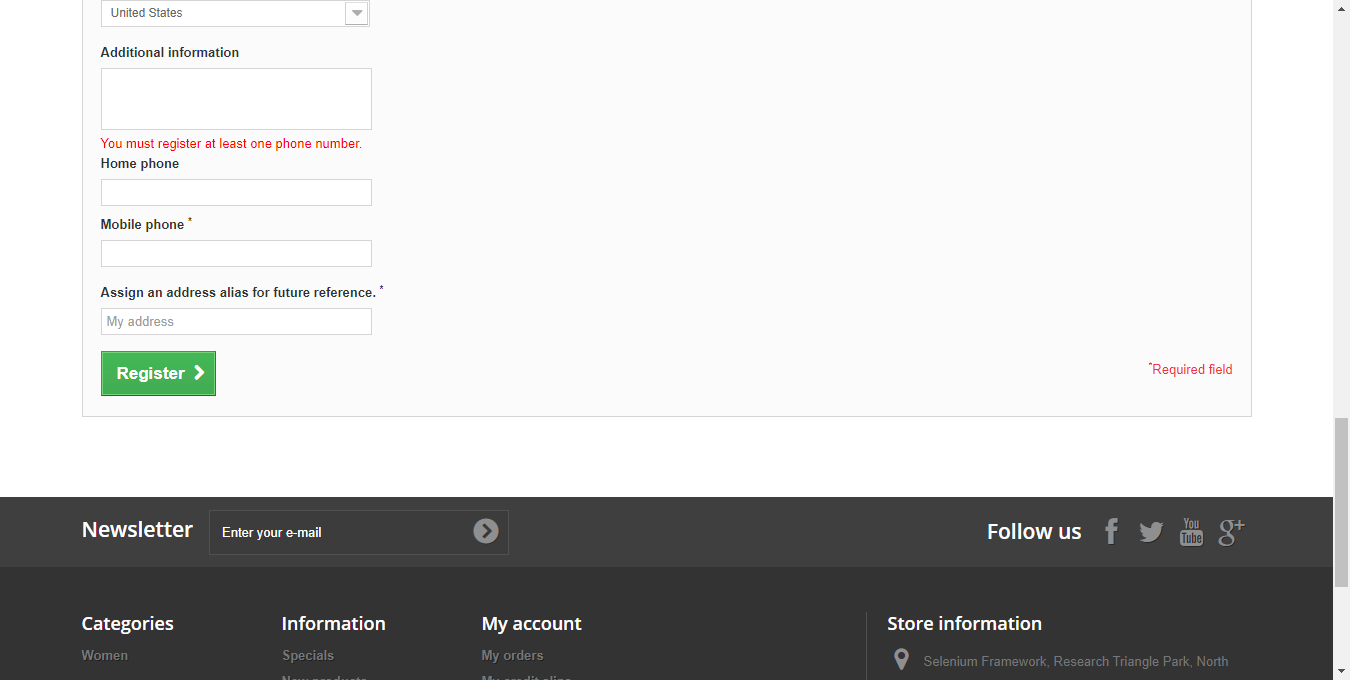 United States
Additional information
You must register at least one phone number.
Home phone
Mobile phone *
Assign an address alias for future reference. *
My address
Register
*Required field
Newsletter
Enter your e-mail
Follow us
You
Tube
Categories
Information
My account
Store information
Women
Specials
My orders
Selenium Framework, Research Triangle Park, North